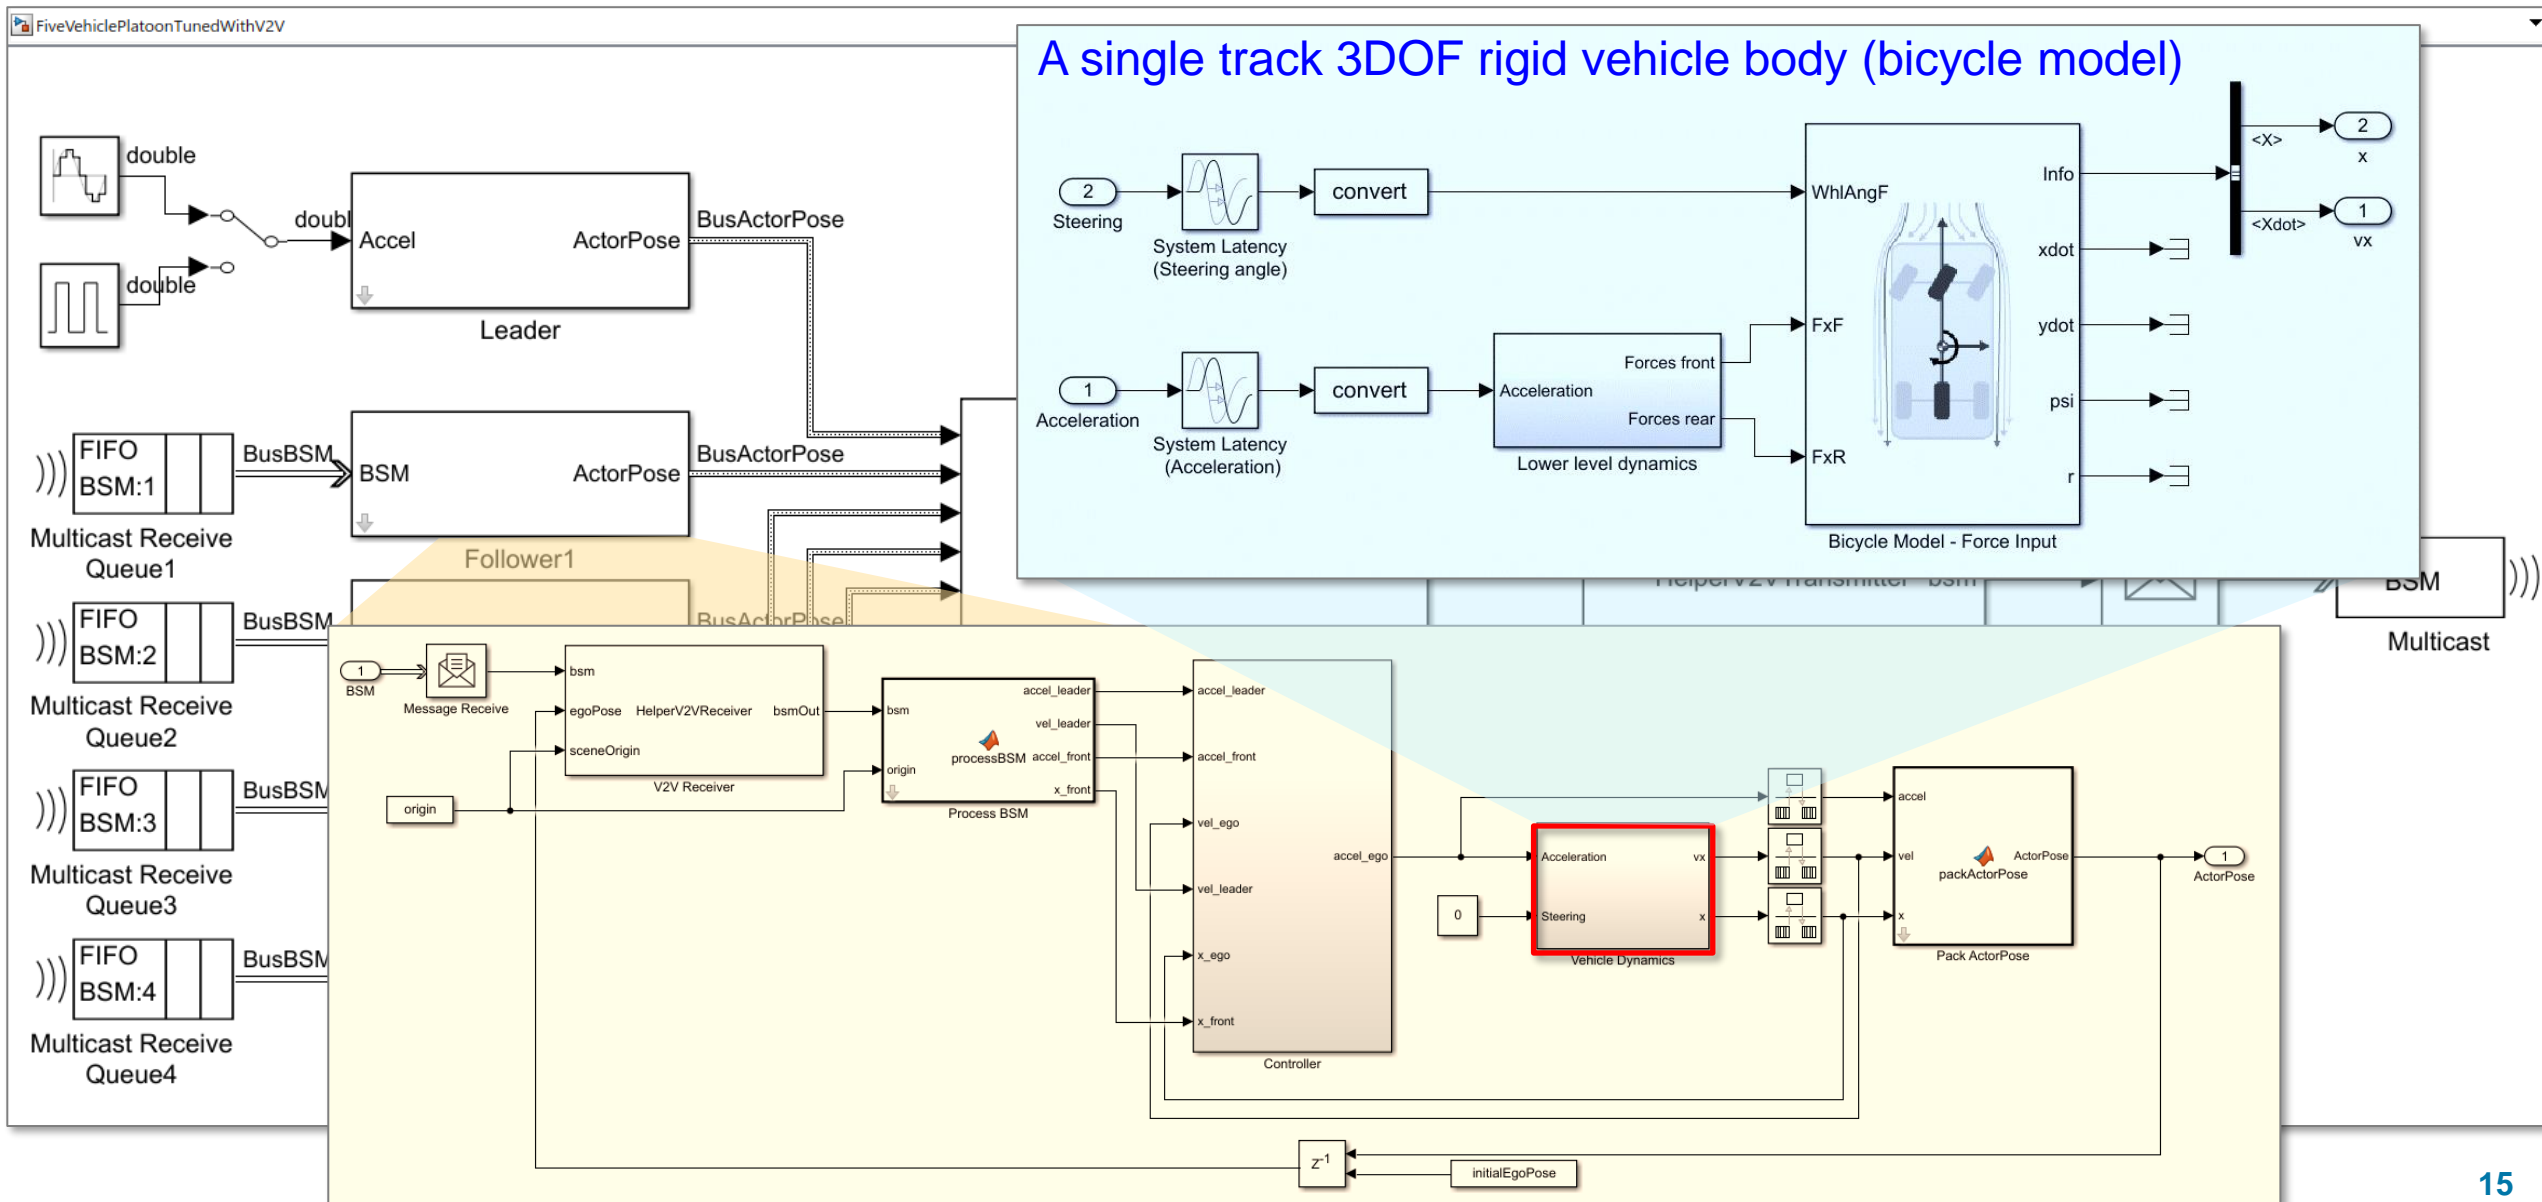 FiveVehiclePlatoonTunedWithV2V
A single track 3DOF rigid vehicle body (bicycle model)
double
doubl
double
Accel
ActorPose
Leader
BusActorPose
FIFO
BSM:1
BusBSM
BSM
ActorPose
BusActorPose
Multicast Receive
Queue1
Follower1
FIFO
BSM:2
BusBSM
BusActorPose
Multicast Receive
Queue2
FIFO
BSM:3
BusBSM
Multicast Receive
Queue3
FIFO
BSM:4
BusBSM
Multicast Receive
Queue4
2
Steering
System Latency
(Steering angle)
convert
WhlAngF
Info
<X>
2
x
<Xdot>
1
vx
xdot
FxF
ydot
1
Acceleration
System Latency
(Acceleration)
convert
Acceleration
Forces front
Forces rear
Lower level dynamics
psi
FxR
r
Bicycle Model - Force Input
HelperV2VTransmitter bsm
BSM
Multicast
1
BSM
Message Receive
bsm
egoPose
HelperV2VReceiver
bsmOut
sceneOrigin
V2V Receiver
origin
bsm
origin
processBSM
accel_leader
vel_leader
accel_front
x_front
Process BSM
accel_leader
accel_front
vel_ego
vel_leader
x_ego
x_front
accel_ego
Controller
0
Acceleration
Steering
vx
x
Vehicle Dynamics
accel
vel
x
packActorPose
ActorPose
Pack ActorPose
1
ActorPose
z-1
initialEgoPose
15